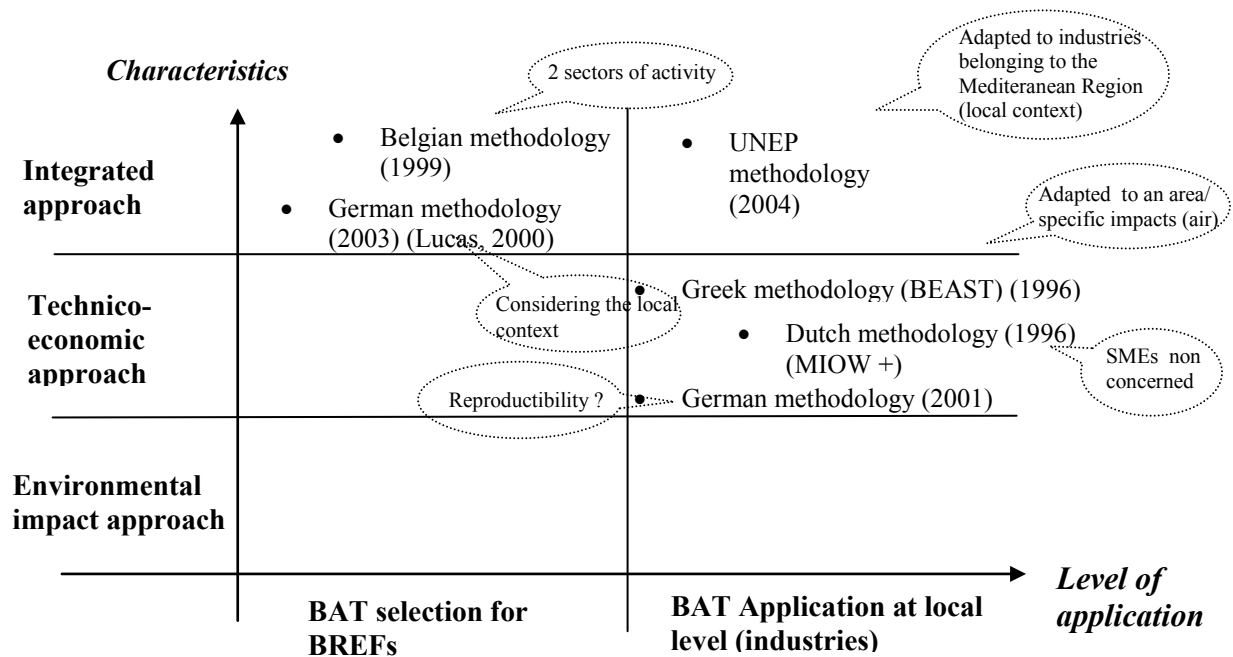 Characteristics
2 sectors of activity
Adapted to industries
belonging to the
Mediteranean Region
(local context)
Integrated
approach
• Belgian methodology
(1999)
• German methodology
(2003) (Lucas, 2000)
• UNEP
methodology
(2004)
Adapted to an area/
specific impacts (air)
Technico-
economic
approach
Considering the local
context
• Greek methodology (BEAST) (1996)
• Dutch methodology (1996)
(MIOW +)
SMEs non
concerned
Reproductibility ?
• German methodology (2001)
Environmental
impact approach
BAT selection for
BREFs
BAT Application at local
level (industries)
Level of
application